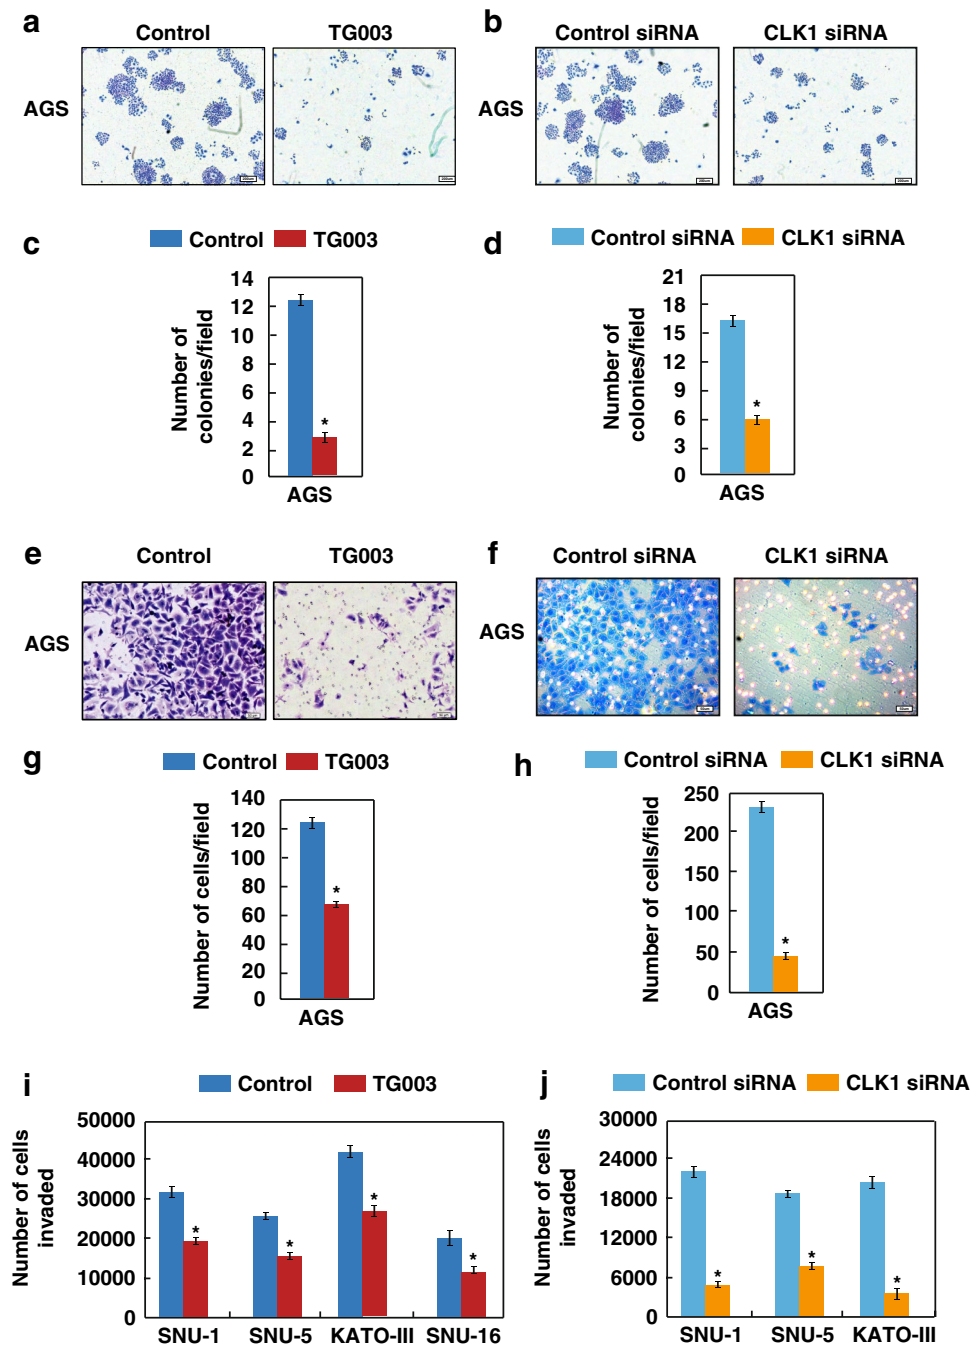 a
Control
TG003
AGS
b
Control siRNA
CLK1 siRNA
AGS
c
Control
TG003
Number of
colonies/field
14
12
10
8
6
4
2
0
*
AGS
d
Control siRNA
CLK1 siRNA
Number of
colonies/field
21
18
15
9
6
3
0
*
AGS
e
Control
TG003
AGS
f
Control siRNA
CLK1 siRNA
AGS
g
Control
TG003
Number of cells/field
140
120
100
80
60
40
20
0
*
AGS
h
Control siRNA
CLK1 siRNA
Number of cells/field
250
200
150
100
50
0
*
AGS
i
Control
TG003
Number of cells
invaded
50000
40000
30000
20000
10000
0
* * * *
SNU-1 SNU-5 KATO-III SNU-16
j
Control siRNA
CLK1 siRNA
Number of cells
invaded
30000
24000
18000
12000
6000
0
* * *
SNU-1 SNU-5 KATO-III